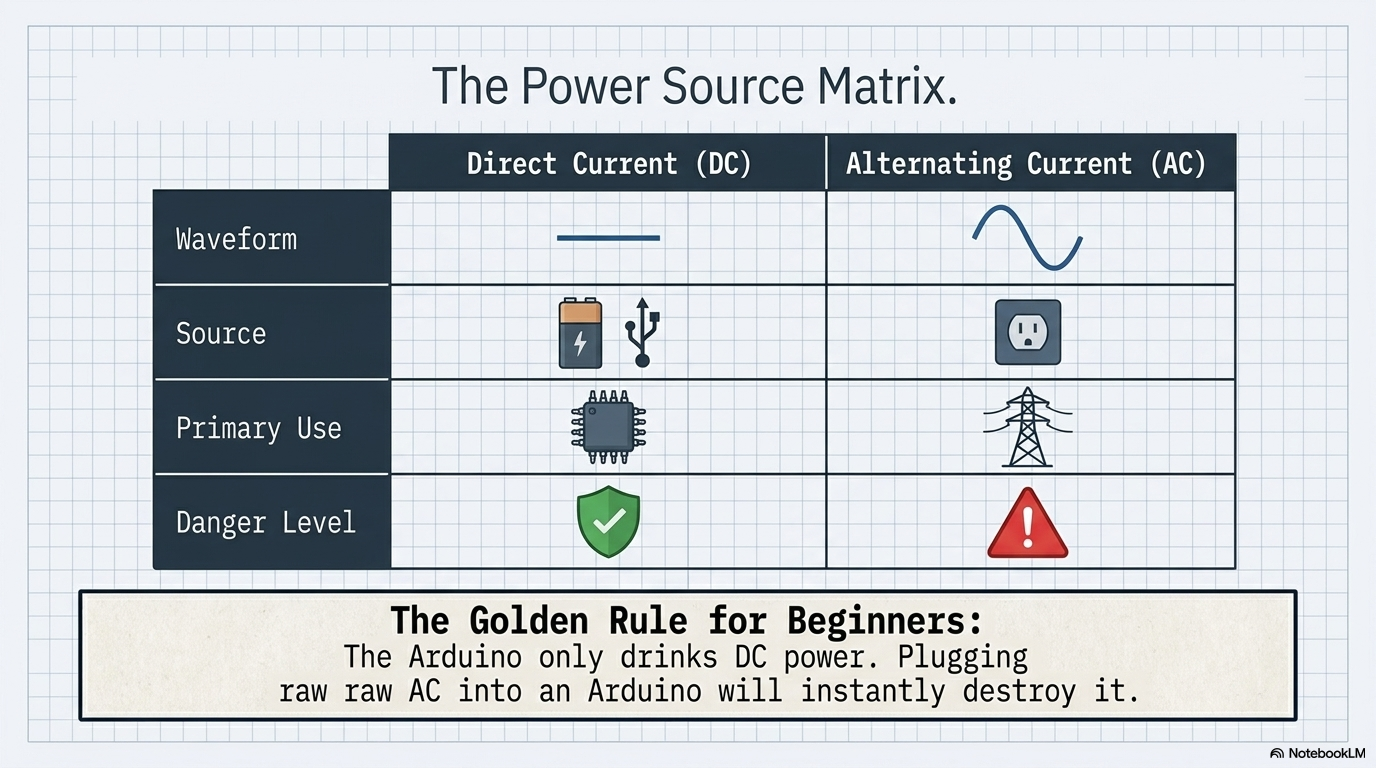 The Power Source Matrix.
Direct Current (DC) Alternating Current (AC)
Waveform
Source
Primary Use
Danger Level
The Golden Rule for Beginners:
The Arduino only drinks DC power. Plugging
raw raw AC into an Arduino will instantly destroy it.
NotebookLM